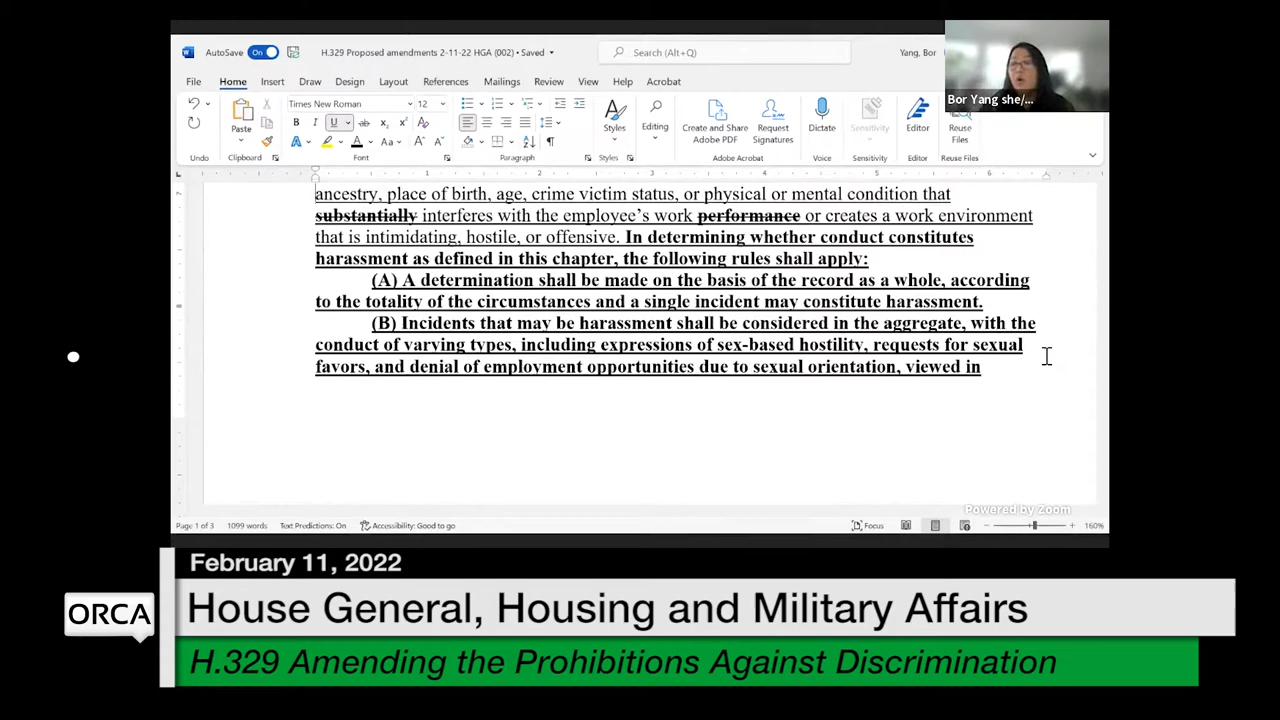 AutoSave On H.329 Proposed amendments 2-11-22 HGA (002) • Saved Search (Alt+Q) Yang, Bor
File Home Insert Draw Design Layout References Mailings Review View Help Acrobat
Bor Yang she/...
Times New Roman 12
Paste Styles Editing Create and Share Adobe PDF Request Signatures Dictate Sensitivity Editor Reuse Files
Undo Clipboard Font Paragraph Styles Adobe Acrobat Voice Sensitivity Editor Reuse Files
1 2 3 4 5 6
ancestry, place of birth, age, crime victim status, or physical or mental condition that
substantially interferes with the employee's work performance or creates a work environment
that is intimidating, hostile, or offensive. In determining whether conduct constitutes
harassment as defined in this chapter, the following rules shall apply:
(A) A determination shall be made on the basis of the record as a whole, according
to the totality of the circumstances and a single incident may constitute harassment.
(B) Incidents that may be harassment shall be considered in the aggregate, with the
conduct of varying types, including expressions of sex-based hostility, requests for sexual
favors, and denial of employment opportunities due to sexual orientation, viewed in
Powered by Zoom
Page 1 of 3 1099 words Text Predictions: On Accessibility: Good to go Focus 160%
February 11, 2022
ORCA
House General, Housing and Military Affairs
H.329 Amending the Prohibitions Against Discrimination